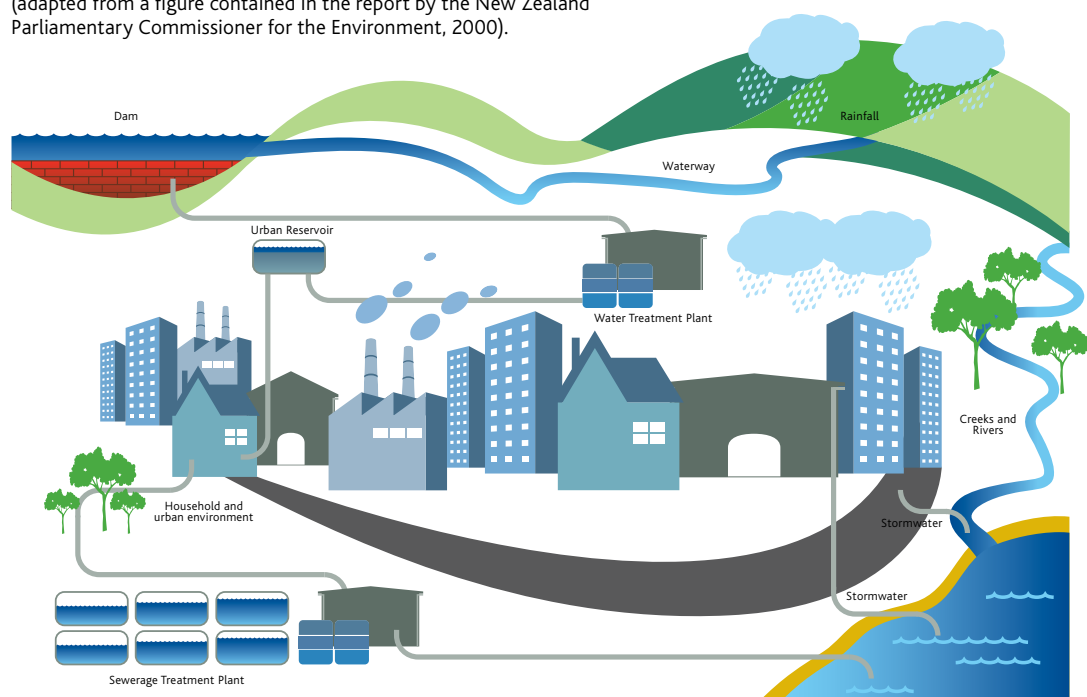 (adapted from a figure contained in the report by the New Zealand
Parliamentary Commissioner for the Environment, 2000).
Dam
Rainfall
Waterway
Urban Reservoir
Water Treatment Plant
Creeks and
Rivers
Household and
urban environment
Stormwater
Stormwater
Sewerage Treatment Plant